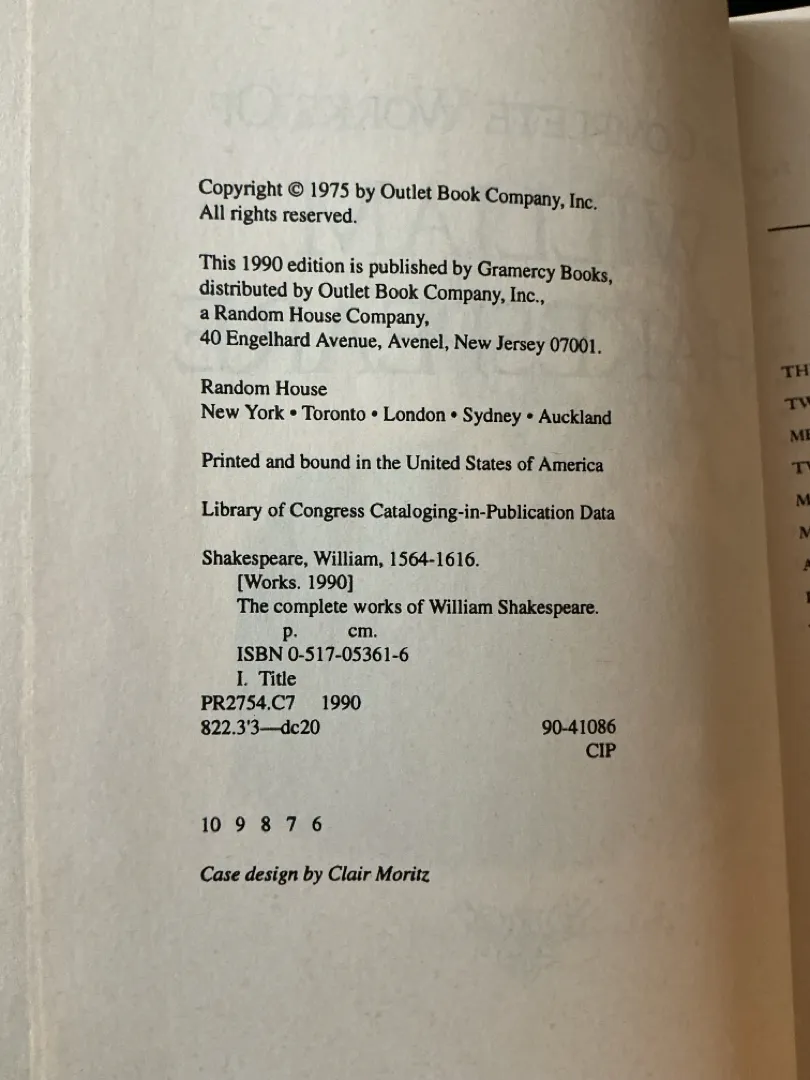 Copyright © 1975 by Outlet Book Company, Inc.
All rights reserved.
This 1990 edition is published by Gramercy Books,
distributed by Outlet Book Company, Inc.,
a Random House Company,
40 Engelhard Avenue, Avenel, New Jersey 07001.
Random House
New York • Toronto • London • Sydney • Auckland
Printed and bound in the United States of America
Library of Congress Cataloging-in-Publication Data
Shakespeare, William, 1564-1616.
[Works. 1990]
The complete works of William Shakespeare.
p. cm.
ISBN 0-517-05361-6
I. Title
PR2754.C7 1990
822.3'3—dc20 90-41086
CIP
10 9 8 7 6
Case design by Clair Moritz